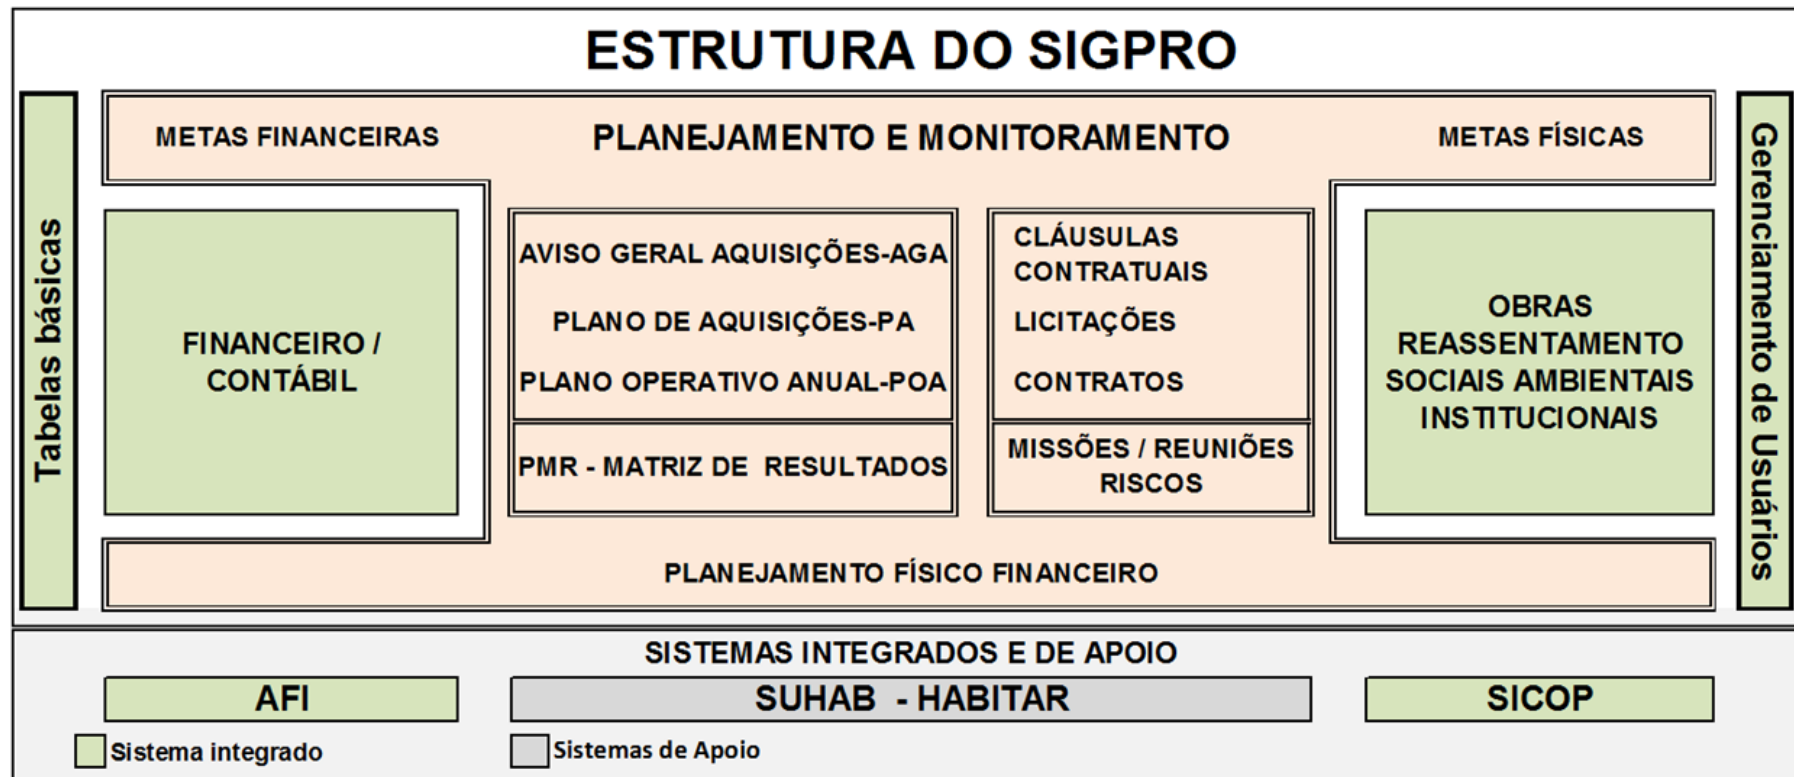 ESTRUTURA DO SIGPRO
Tabelas básicas
METAS FINANCEIRAS
PLANEJAMENTO E MONITORAMENTO
METAS FÍSICAS
Gerenciamento de Usuários
FINANCEIRO /
CONTÁBIL
AVISO GERAL AQUISIÇÕES-AGA
PLANO DE AQUISIÇÕES-PA
PLANO OPERATIVO ANUAL-POA
PMR - MATRIZ DE RESULTADOS
CLÁUSULAS
CONTRATUAIS
LICITAÇÕES
CONTRATOS
MISSÕES / REUNIÕES
RISCOS
OBRAS
REASSENTAMENTO
SOCIAIS AMBIENTAIS
INSTITUCIONAIS
PLANEJAMENTO FÍSICO FINANCEIRO
SISTEMAS INTEGRADOS E DE APOIO
AFI
SUHAB - HABITAR
SICOP
Sistema integrado
Sistemas de Apoio